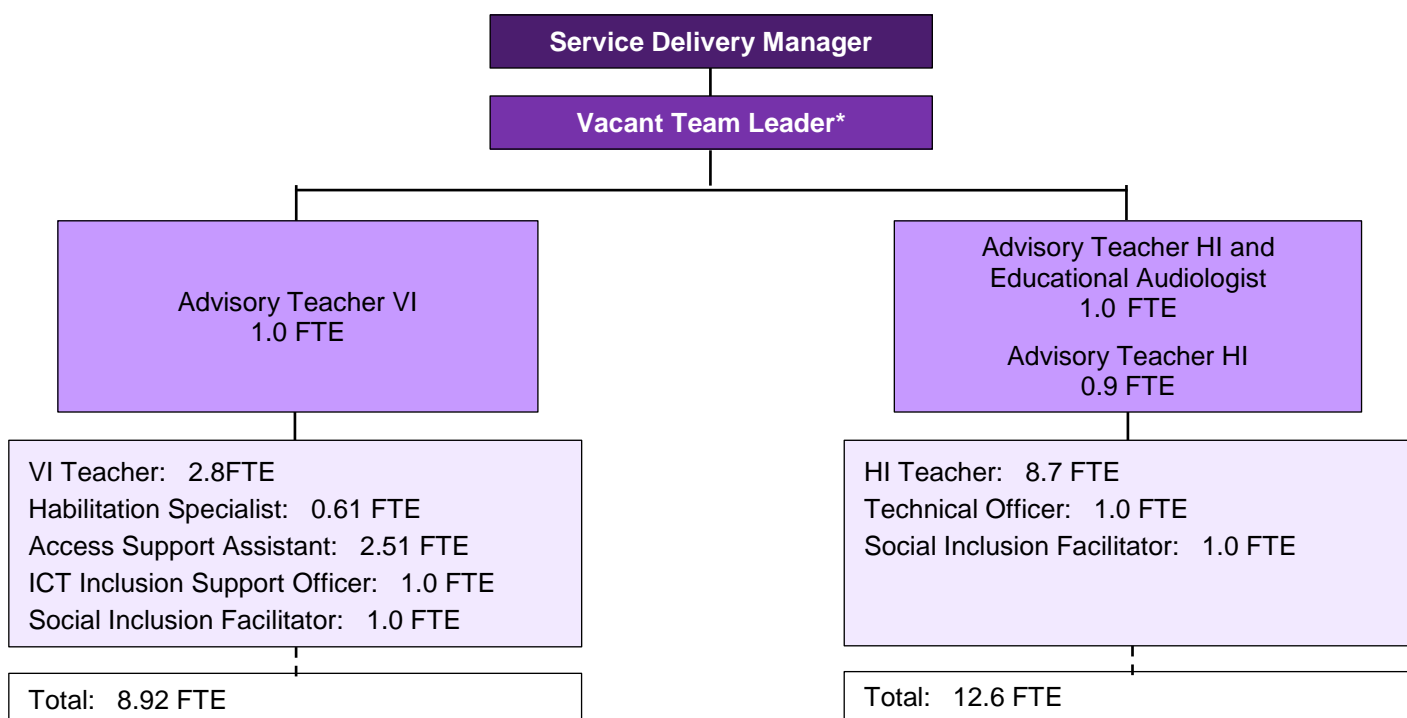 Service Delivery Manager
Vacant Team Leader*
Advisory Teacher VI
1.0 FTE
Advisory Teacher HI and
Educational Audiologist
1.0 FTE
Advisory Teacher HI
0.9 FTE
VI Teacher: 2.8FTE
Habilitation Specialist: 0.61 FTE
Access Support Assistant: 2.51 FTE
ICT Inclusion Support Officer: 1.0 FTE
Social Inclusion Facilitator: 1.0 FTE
HI Teacher: 8.7 FTE
Technical Officer: 1.0 FTE
Social Inclusion Facilitator: 1.0 FTE
Total: 8.92 FTE
Total: 12.6 FTE